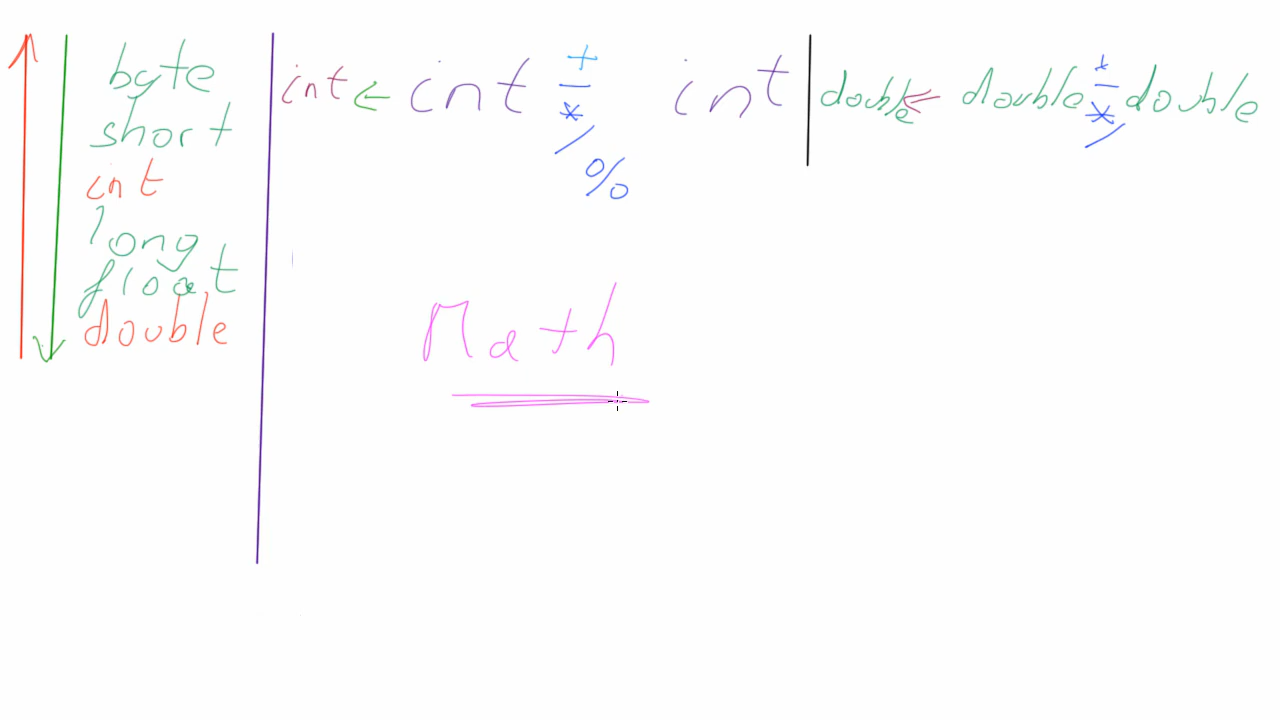 byte
short
int
long
float
double
int ← int + - * / % int
double ← double + - * / double
Math